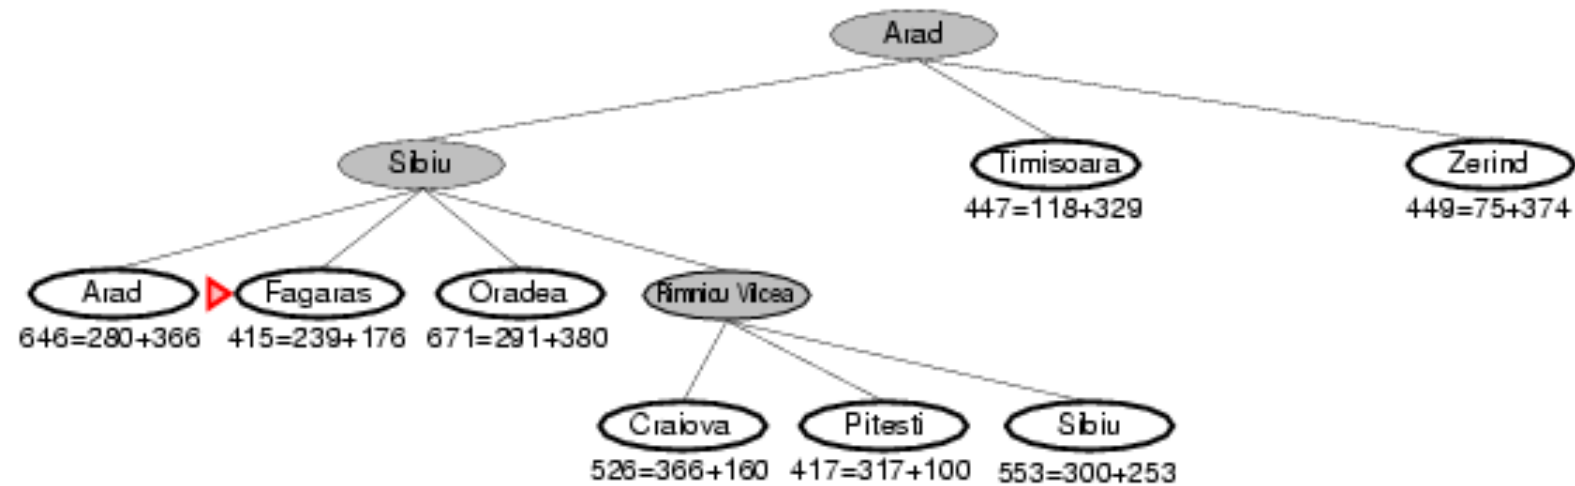 Arad
Sibiu
Timisoara
Zerind
447=118+329
449=75+374
Arad
Fagaras
Oradea
Rimnicu Vilcea
646=280+366
415=239+176
671=291+380
Craiova
Pitesti
Sibiu
526=366+160
417=317+100
553=300+253